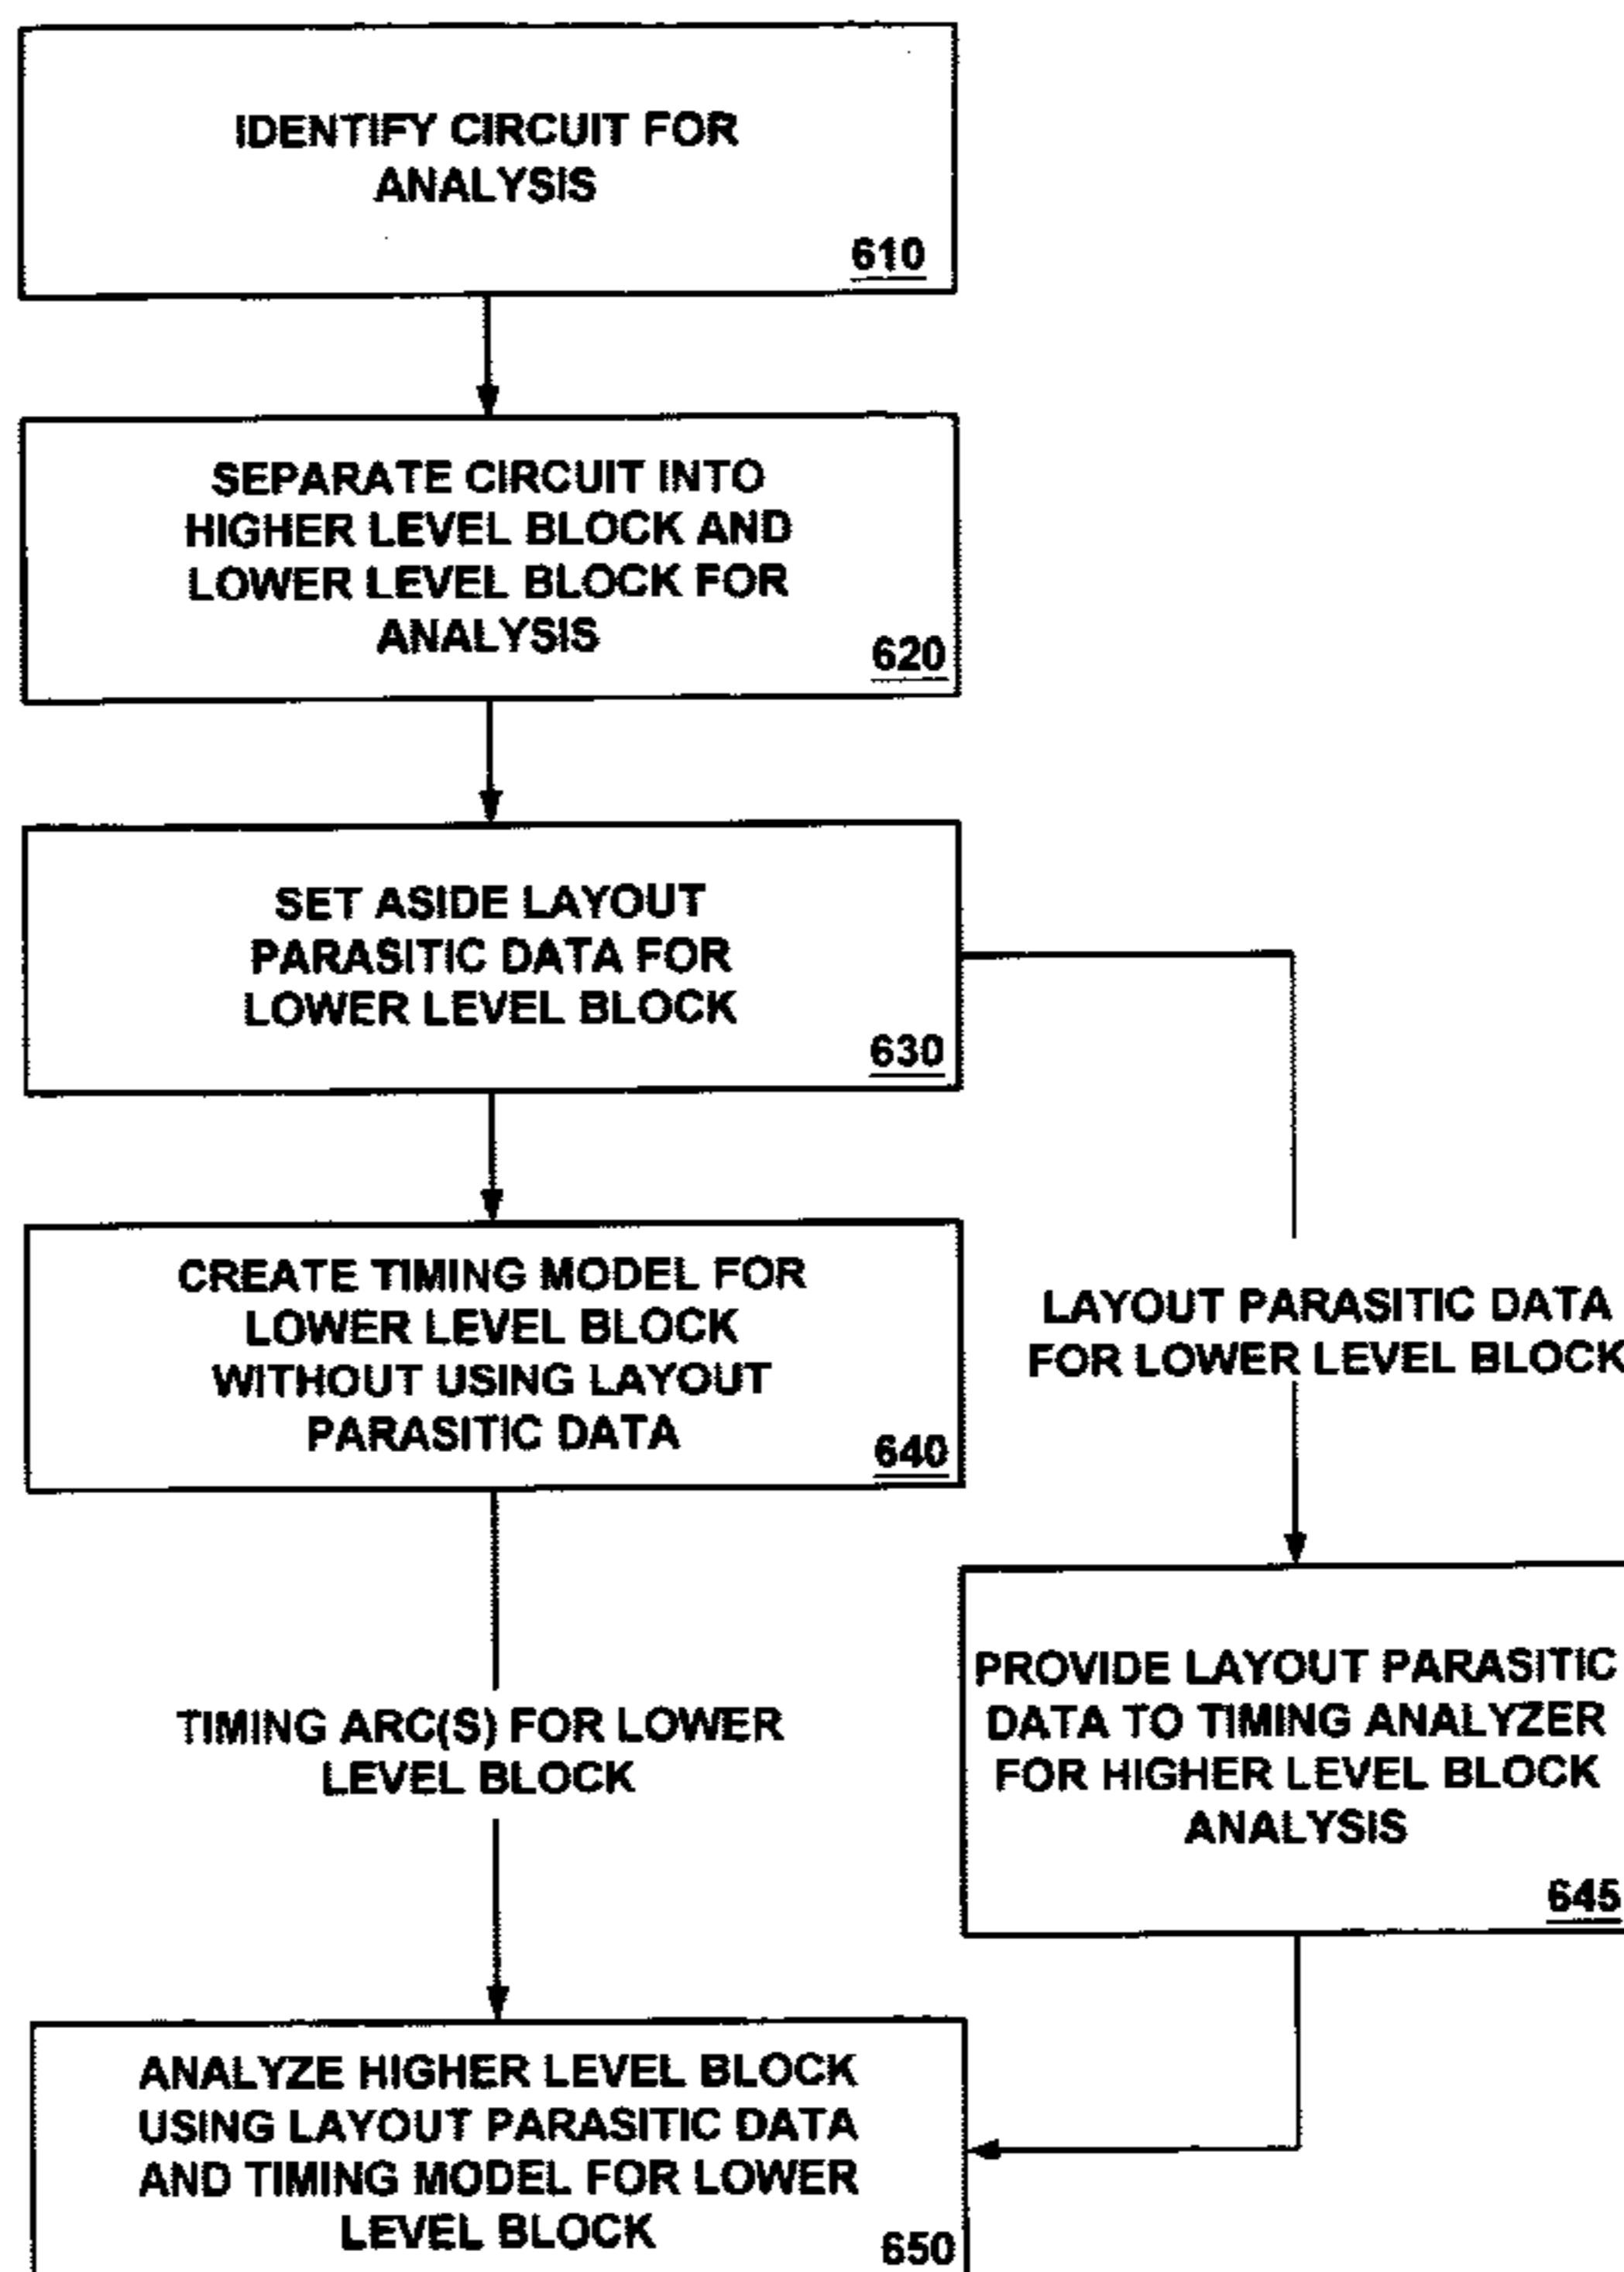 IDENTIFY CIRCUIT FOR
ANALYSIS
610
SEPARATE CIRCUIT INTO
HIGHER LEVEL BLOCK AND
LOWER LEVEL BLOCK FOR
ANALYSIS
620
SET ASIDE LAYOUT
PARASITIC DATA FOR
LOWER LEVEL BLOCK
630
CREATE TIMING MODEL FOR
LOWER LEVEL BLOCK
WITHOUT USING LAYOUT
PARASITIC DATA
640
LAYOUT PARASITIC DATA
FOR LOWER LEVEL BLOCK
TIMING ARC(S) FOR LOWER
LEVEL BLOCK
PROVIDE LAYOUT PARASITIC
DATA TO TIMING ANALYZER
FOR HIGHER LEVEL BLOCK
ANALYSIS
645
ANALYZE HIGHER LEVEL BLOCK
USING LAYOUT PARASITIC DATA
AND TIMING MODEL FOR LOWER
LEVEL BLOCK
650